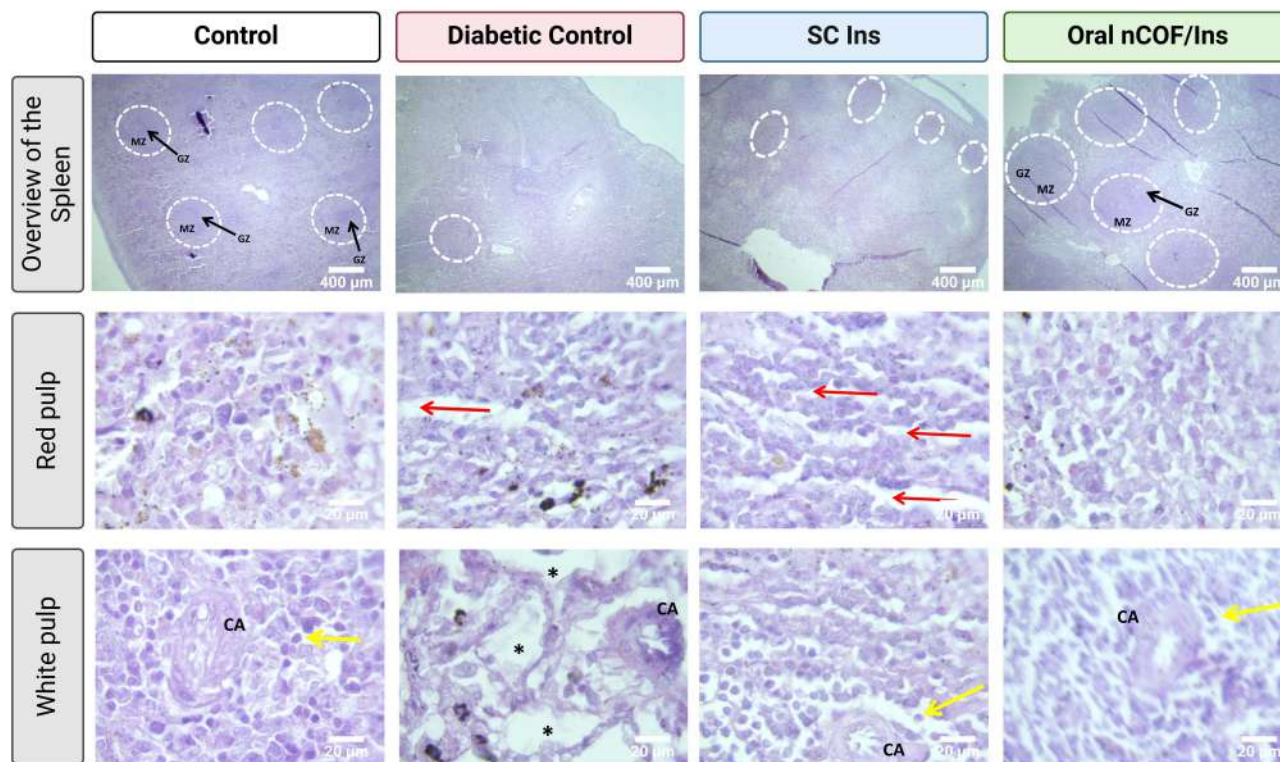 Control
Diabetic Control
SC Ins
Oral nCOF/Ins
Overview of the
Spleen
MZ
GZ
MZ
GZ
MZ
GZ
400 µm
400 µm
400 µm
GZ
MZ
MZ
GZ
400 µm
Red pulp
20 µm
20 µm
20 µm
20 µm
White pulp
CA
20 µm
*
*
*
CA
20 µm
CA
20 µm
CA
20 µm